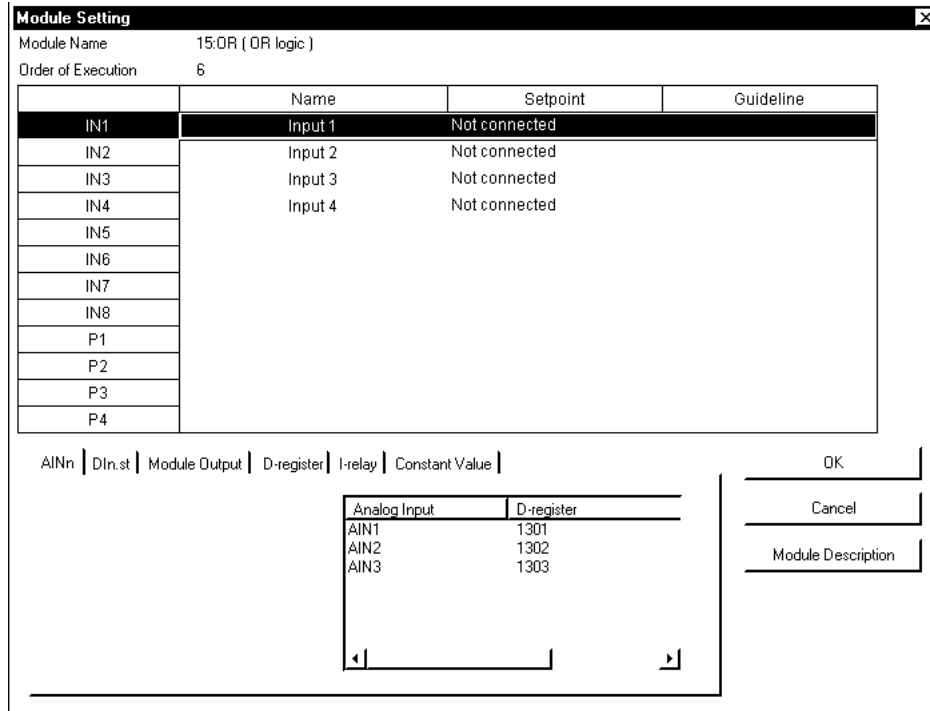 Module Setting
Module Name 15:OR ( OR logic )
Order of Execution 6
Name Setpoint Guideline
IN1 Input 1 Not connected
IN2 Input 2 Not connected
IN3 Input 3 Not connected
IN4 Input 4 Not connected
IN5
IN6
IN7
IN8
P1
P2
P3
P4
AINn DIn.st Module Output D-register I-relay Constant Value
OK
Cancel
Module Description
Analog Input D-register
AIN1 1301
AIN2 1302
AIN3 1303